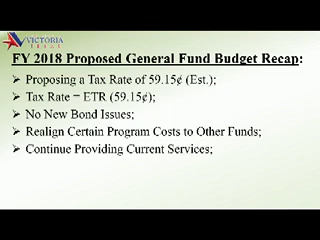 VICTORIA
TEXAS
FY 2018 Proposed General Fund Budget Recap:
➢ Proposing a Tax Rate of 59.15¢ (Est.);
➢ Tax Rate = ETR (59.15¢);
➢ No New Bond Issues;
➢ Realign Certain Program Costs to Other Funds;
➢ Continue Providing Current Services;